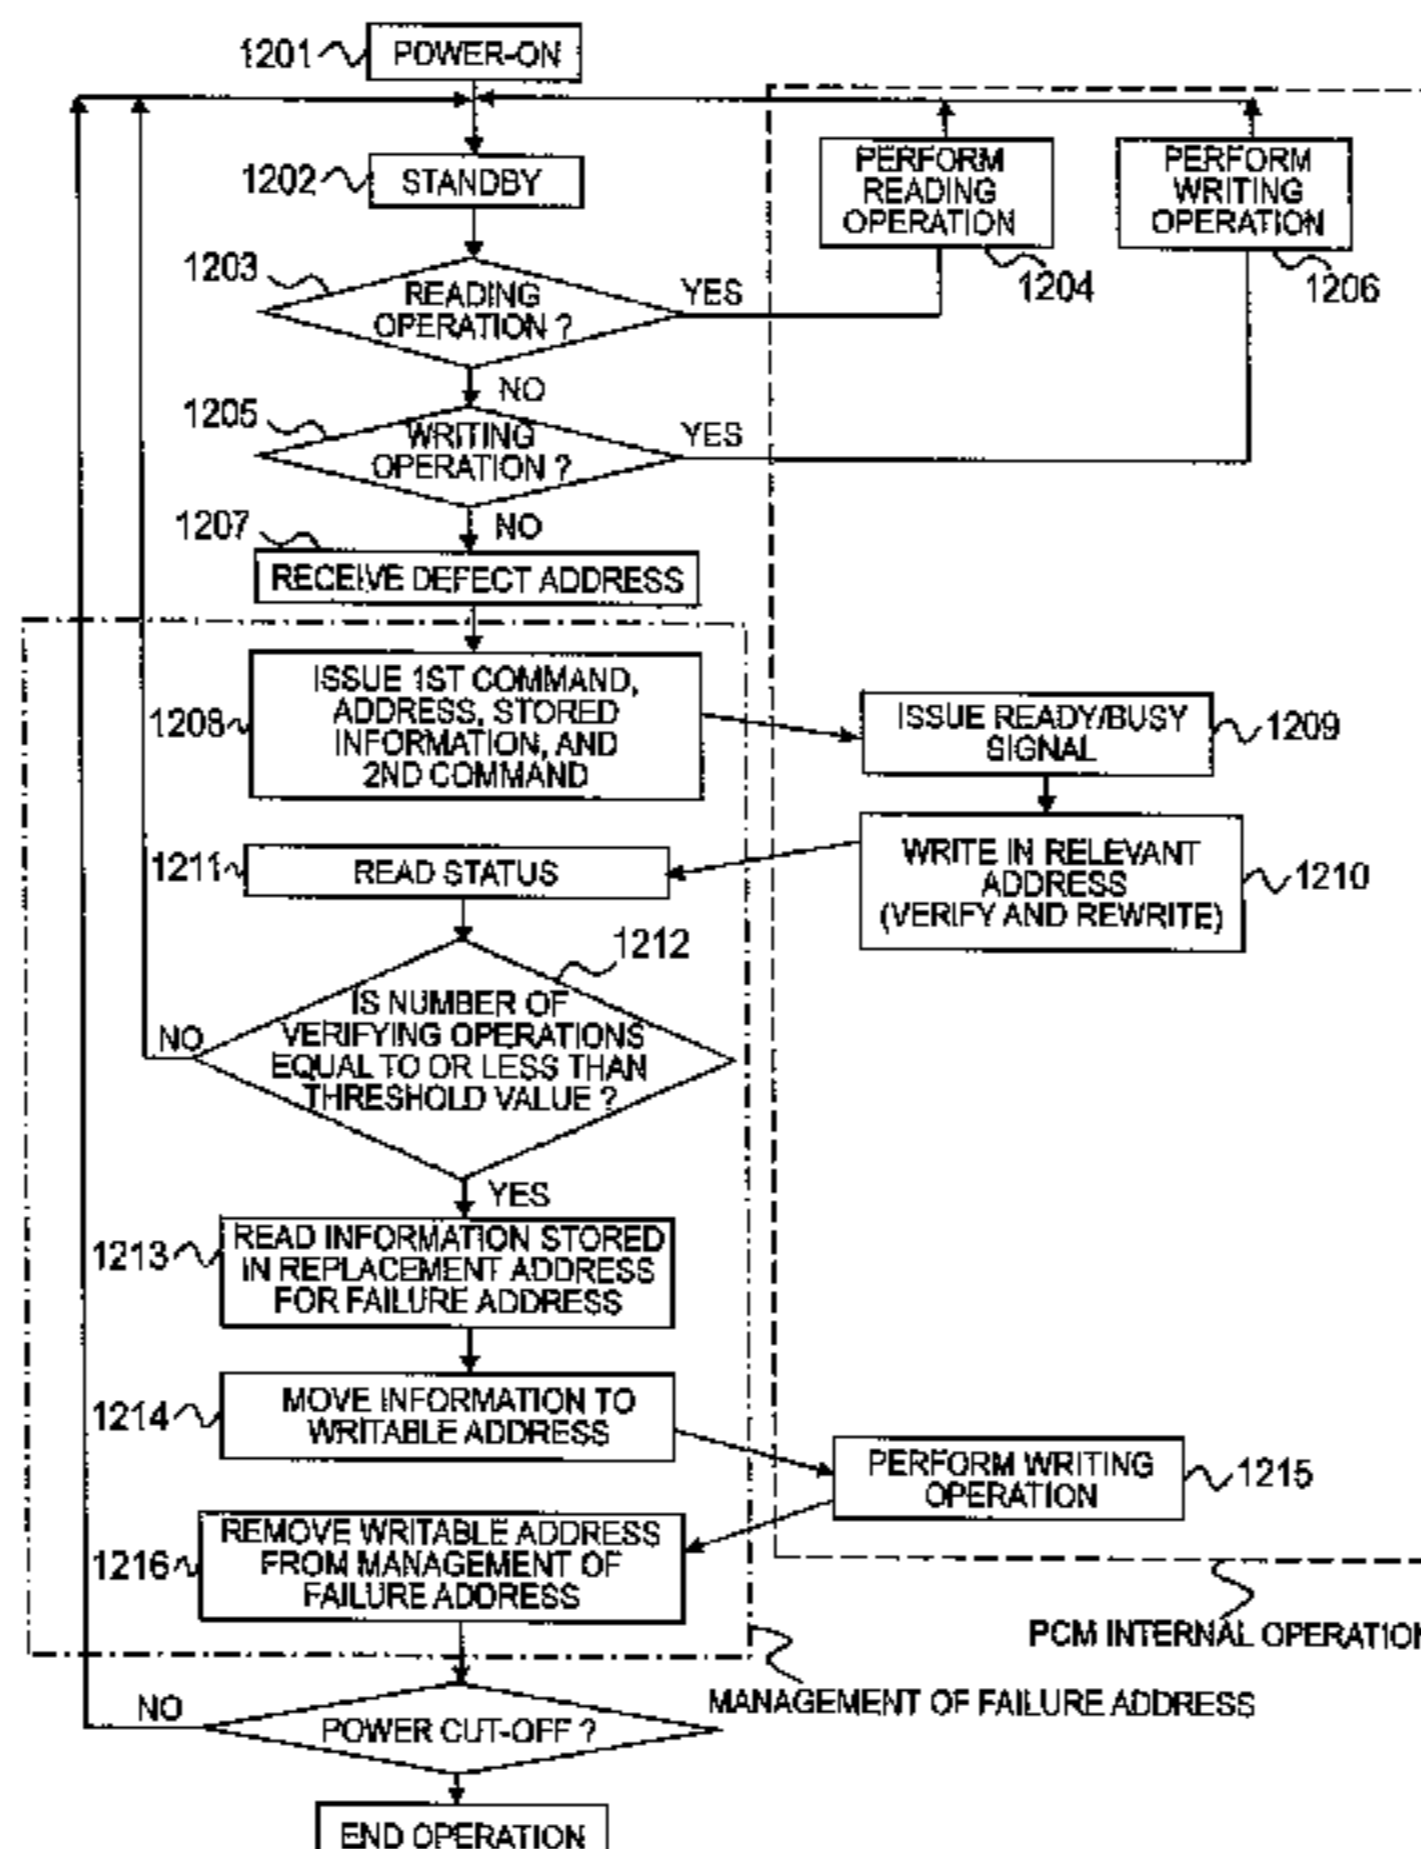 1201
POWER-ON
1202
STANDBY
PERFORM
READING
OPERATION
1204
PERFORM
WRITING
OPERATION
1206
1203
READING
OPERATION ?
YES
NO
1205
WRITING
OPERATION ?
YES
NO
1207
RECEIVE DEFECT ADDRESS
1208
ISSUE 1ST COMMAND,
ADDRESS, STORED
INFORMATION, AND
2ND COMMAND
ISSUE READY/BUSY
SIGNAL
1209
1211
READ STATUS
WRITE IN RELEVANT
ADDRESS
(VERIFY AND REWRITE)
1210
1212
IS NUMBER OF
VERIFYING OPERATIONS
EQUAL TO OR LESS THAN
THRESHOLD VALUE ?
NO
YES
1213
READ INFORMATION STORED
IN REPLACEMENT ADDRESS
FOR FAILURE ADDRESS
1214
MOVE INFORMATION TO
WRITABLE ADDRESS
PERFORM WRITING
OPERATION
1215
1216
REMOVE WRITABLE ADDRESS
FROM MANAGEMENT OF
FAILURE ADDRESS
PCM INTERNAL OPERATION
MANAGEMENT OF FAILURE ADDRESS
NO
POWER CUT-OFF ?
END OPERATION